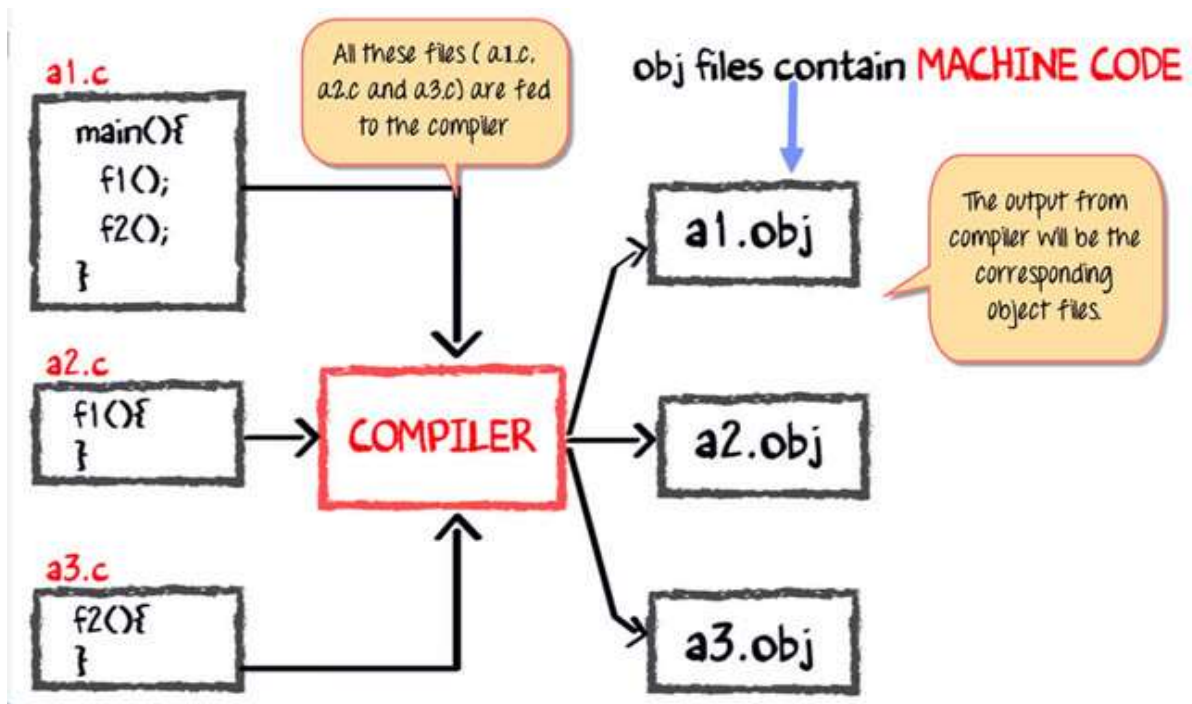 a1.c
main(){
f1();
f2();
}
All these files ( a1.c,
a2.c and a3.c) are fed
to the compiler
obj files contain MACHINE CODE
a1.obj
The output from
compiler will be the
corresponding
object files.
a2.c
f1(){
}
COMPILER
a2.obj
a3.c
f2(){
}
a3.obj